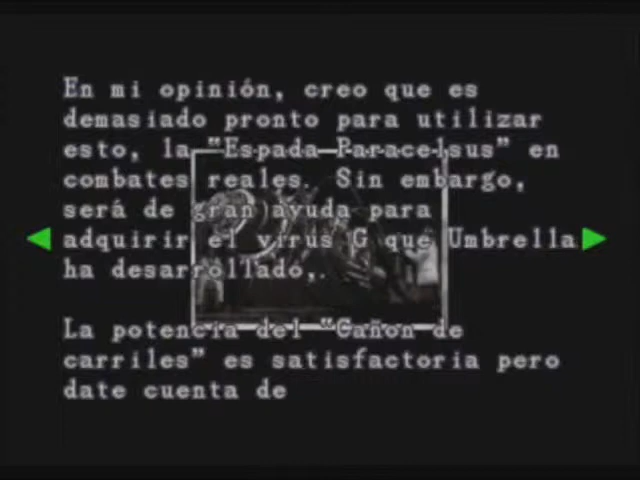 En mi opinión, creo que es
demasiado pronto para utilizar
esto, la "Espada Paracelsus" en
combates reales. Sin embargo,
será de gran ayuda para
adquirir el virus G que Umbrella
ha desarrollado,.
La potencia del "Cañon de
carriles" es satisfactoria pero
date cuenta de